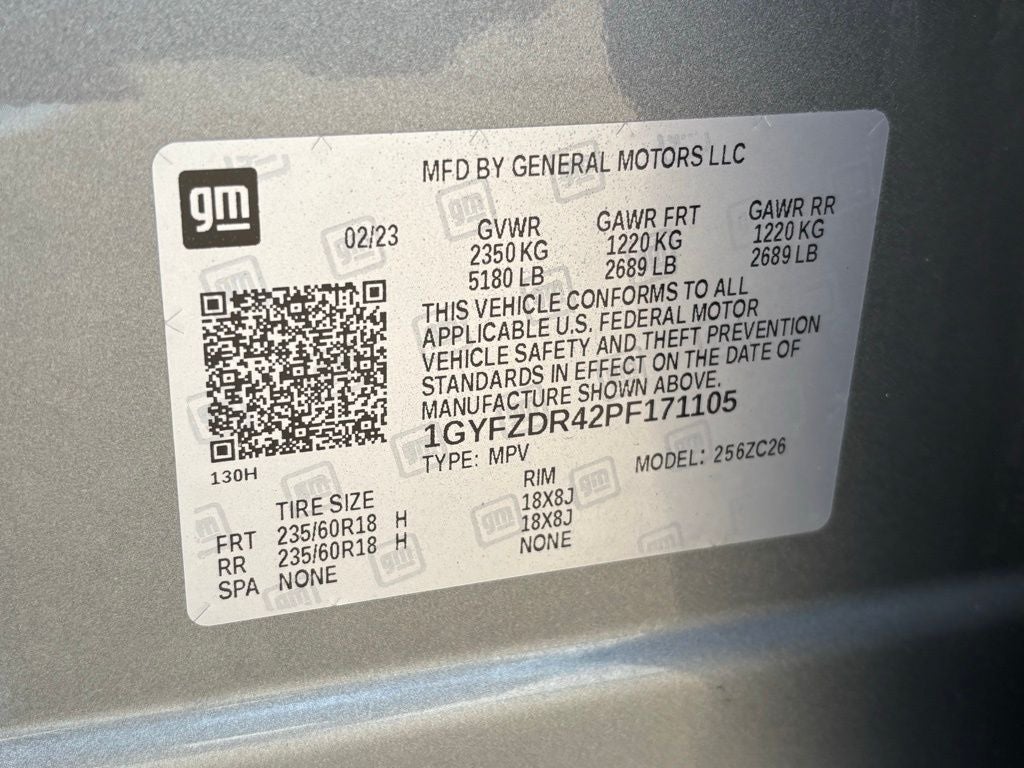 MFD BY GENERAL MOTORS LLC
gm
02/23
GVWR GAWR FRT GAWR RR
2350 KG 1220 KG 1220 KG
5180 LB 2689 LB 2689 LB
THIS VEHICLE CONFORMS TO ALL
APPLICABLE U.S. FEDERAL MOTOR
VEHICLE SAFETY AND THEFT PREVENTION
STANDARDS IN EFFECT ON THE DATE OF
MANUFACTURE SHOWN ABOVE.
1GYFZDR42PF171105
TYPE: MPV MODEL: 256ZC26
130H
TIRE SIZE RIM
FRT 235/60R18 H 18X8J
RR 235/60R18 H 18X8J
SPA NONE NONE